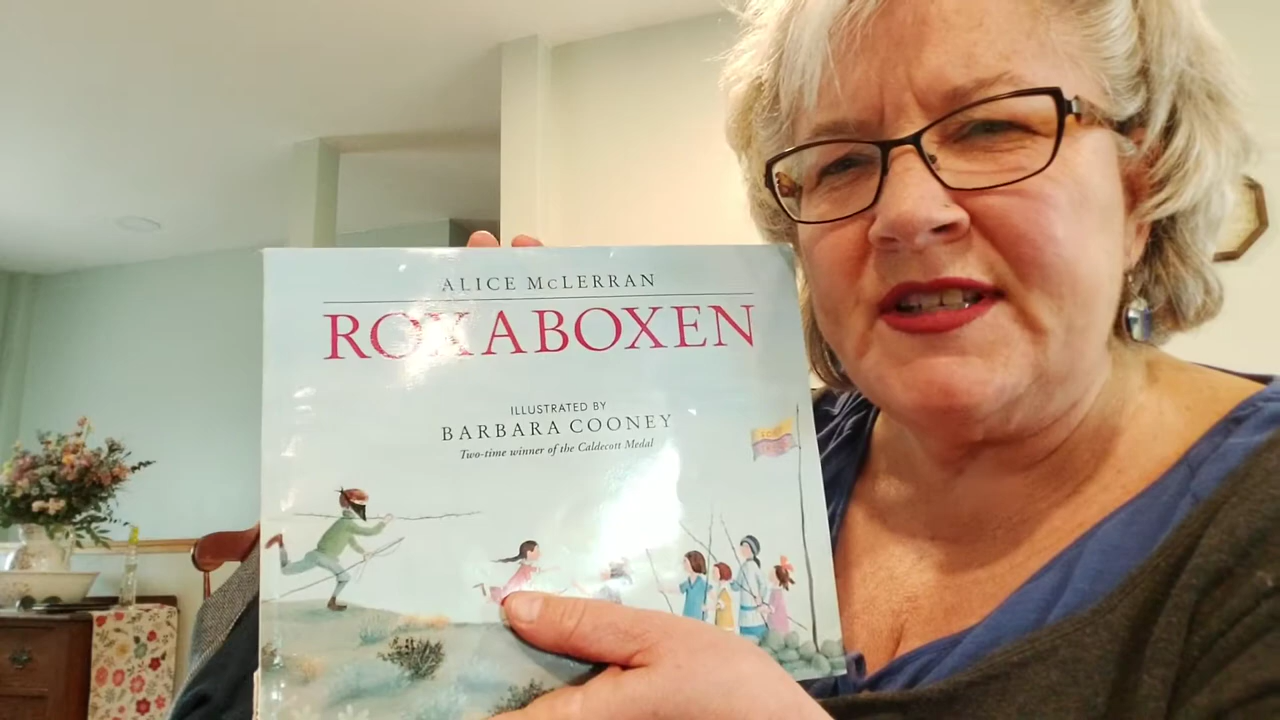 ALICE McLERRAN
ROXABOXEN
ILLUSTRATED BY
BARBARA COONEY
Two-time winner of the Caldecott Medal